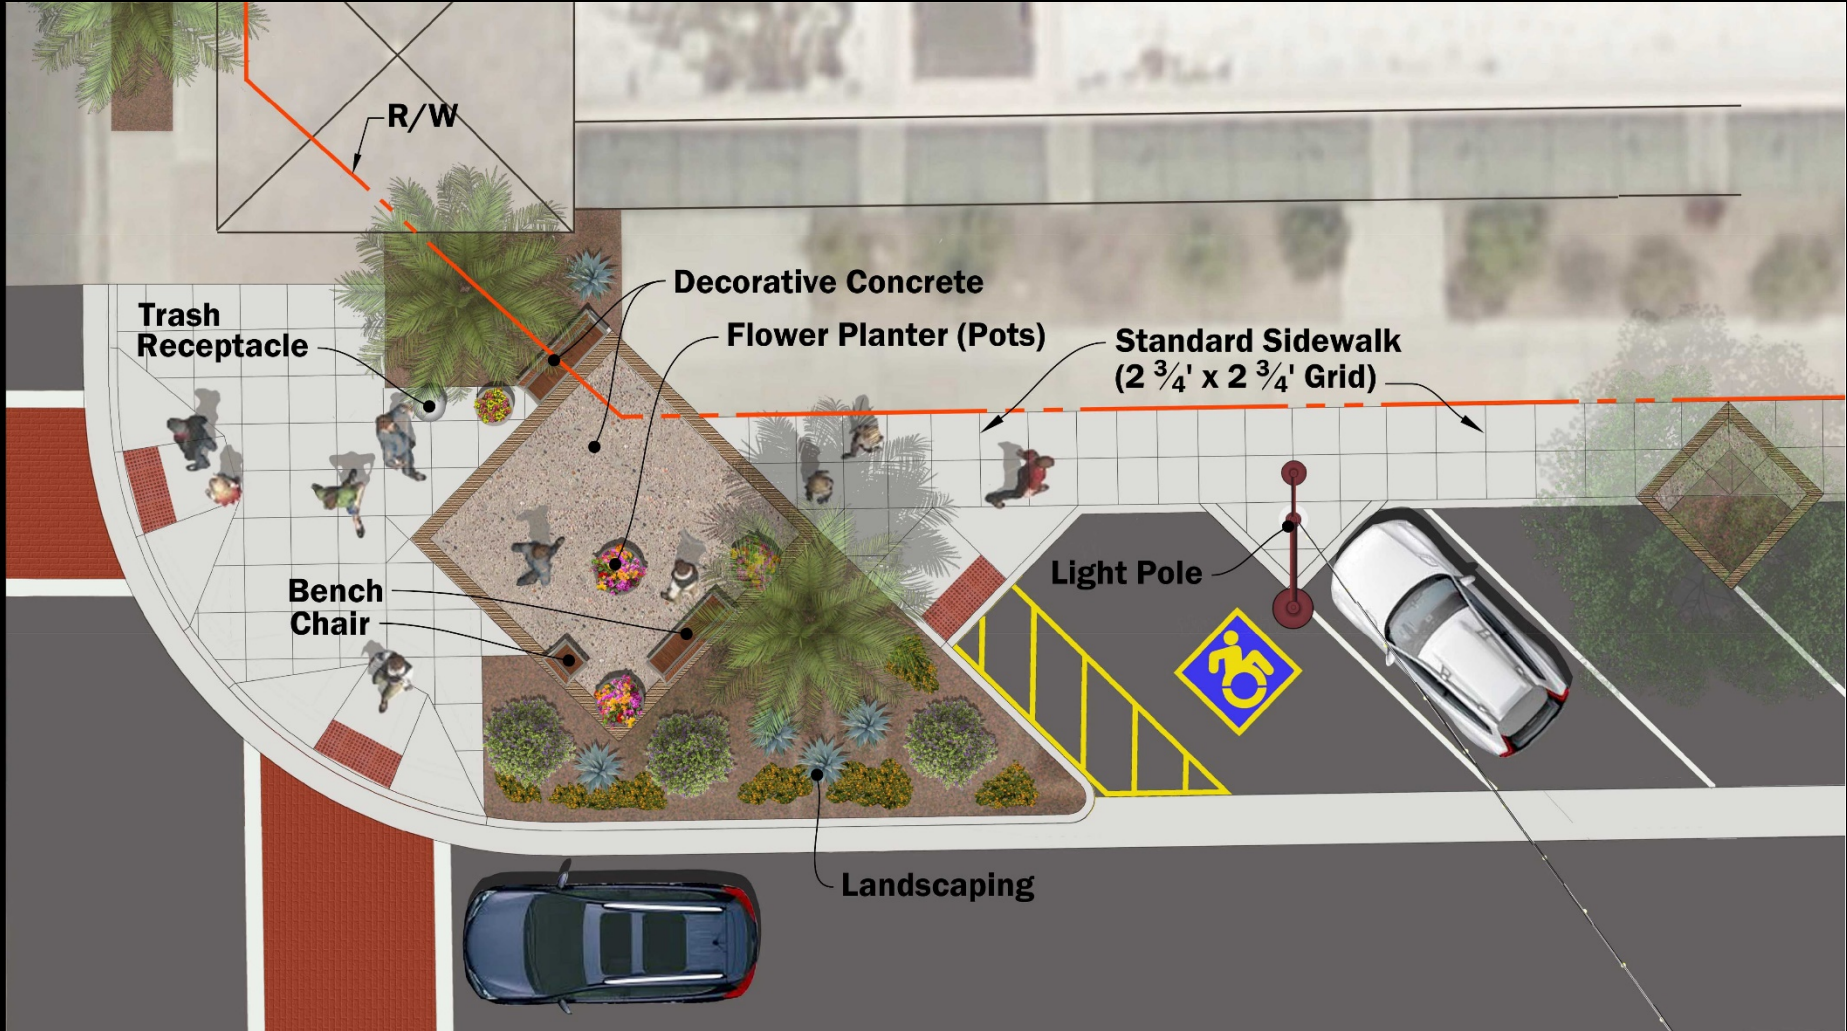 R/W
Decorative Concrete
Trash
Receptacle
Flower Planter (Pots)
Standard Sidewalk
(2 ¾' x 2 ¾' Grid)
Light Pole
Bench
Chair
Landscaping